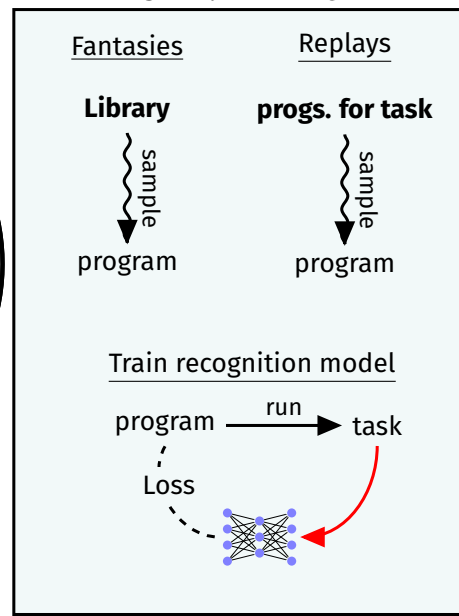 Fantasies
Replays
Library
progs. for task
sample
sample
program
program
Train recognition model
program
run
task
Loss